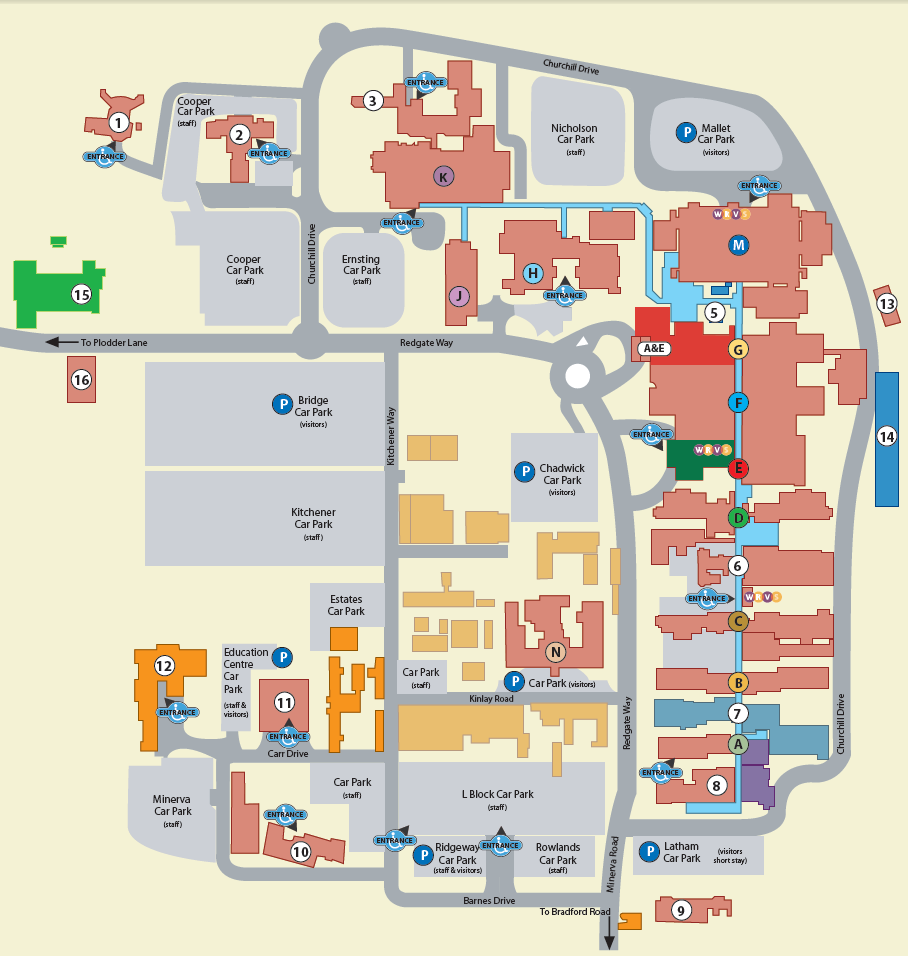 Churchill Drive
Cooper
Car Park
(staff)
ENTRANCE
3
1
2
ENTRANCE
ENTRANCE
Nicholson
Car Park
(staff)
P
Mallet
Car Park
(visitors)
K
ENTRANCE
WRVS
ENTRANCE
M
Churchill Drive
Cooper
Car Park
(staff)
Ernsting
Car Park
(staff)
H
J
ENTRANCE
15
5
13
To Plodder Lane
Redgate Way
A&E
G
16
P
Bridge
Car Park
(visitors)
F
Kitchener Way
ENTRANCE
14
WRVS
E
P
Chadwick
Car Park
(visitors)
Kitchener
Car Park
(staff)
D
6
Estates
Car Park
ENTRANCE
WRVS
C
12
Education
Centre
Car
Park
(staff &
visitors)
P
N
11
Car Park
(staff)
P
Car Park (visitors)
B
Kinlay Road
ENTRANCE
ENTRANCE
Redgate Way
7
Churchill Drive
Carr Drive
A
ENTRANCE
8
Minerva
Car Park
(staff)
Car Park
(staff)
L Block Car Park
(staff)
ENTRANCE
10
ENTRANCE
P
Ridgeway
Car Park
(staff & visitors)
ENTRANCE
Rowlands
Car Park
(staff)
Minerva Road
P
Latham
Car Park
(visitors
short stay)
Barnes Drive
To Bradford Road
9